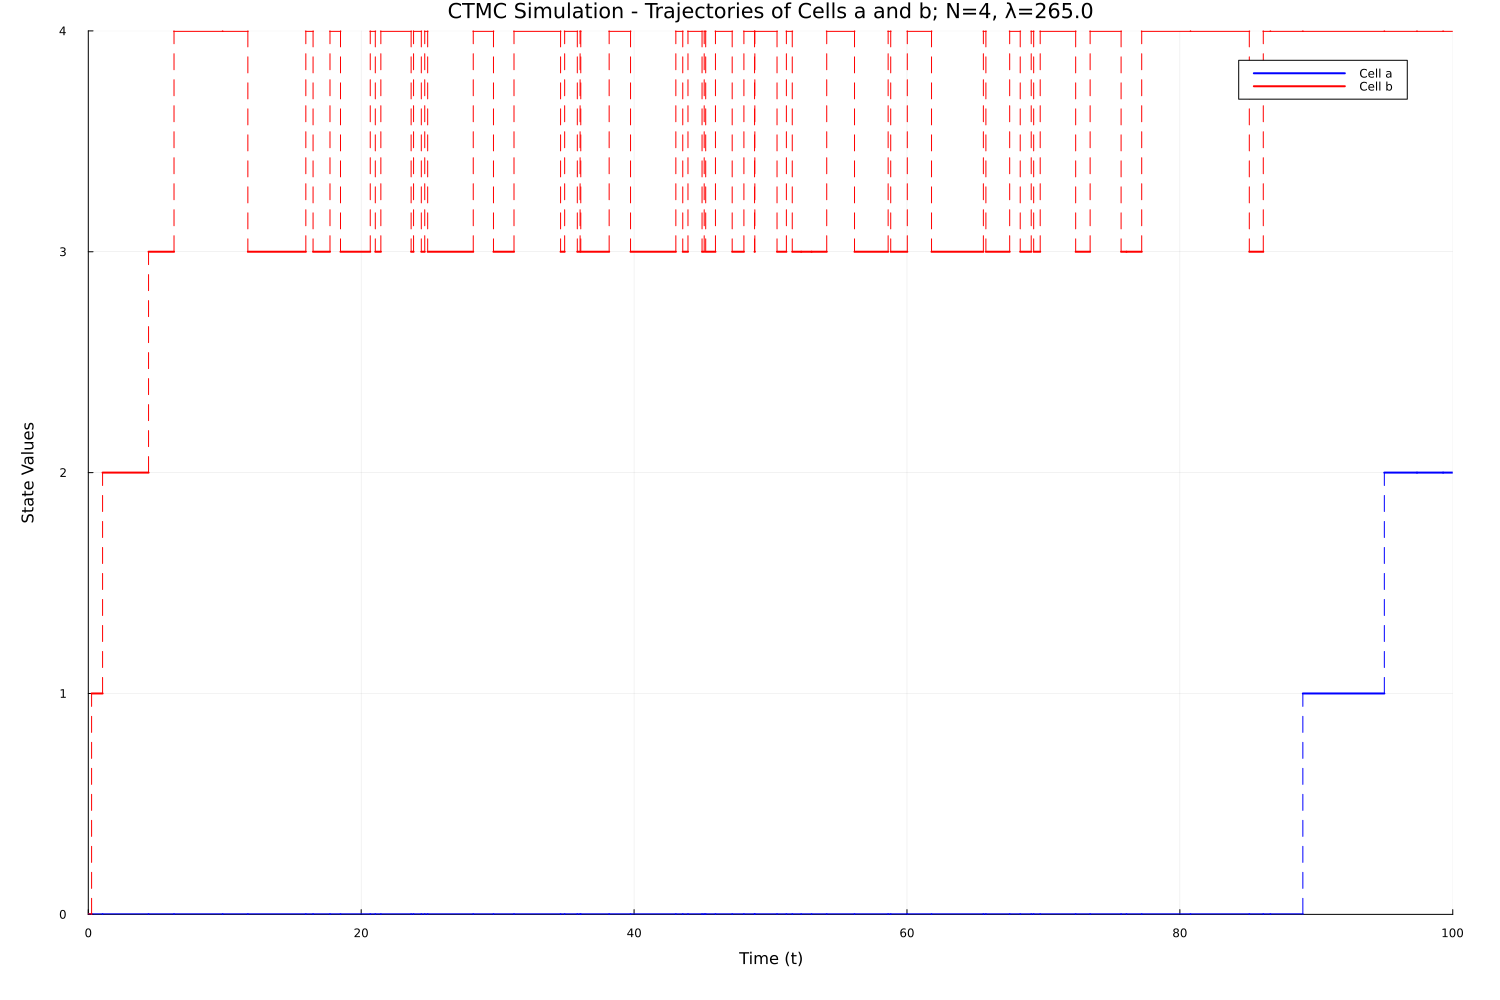 CTMC Simulation - Trajectories of Cells a and b; N=4, λ=265.0
4
Cell a
Cell b
3
State Values
2
1
0
0 20 40 60 80 100
Time (t)